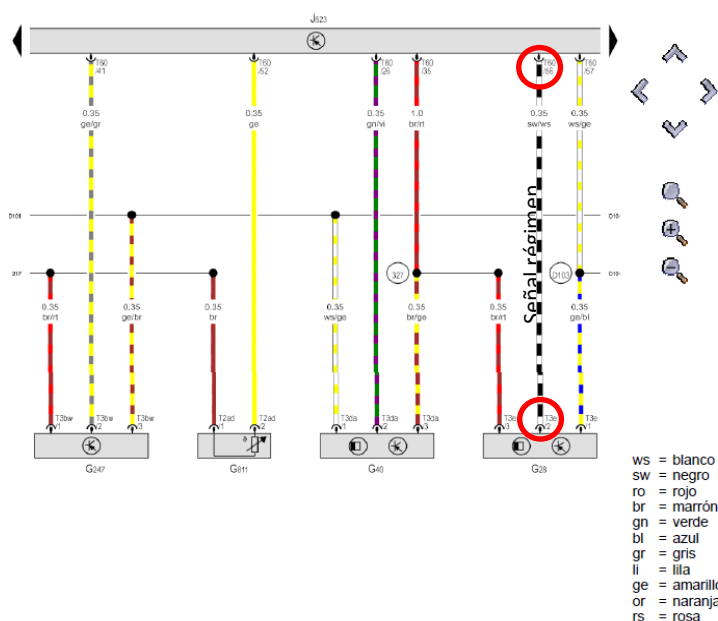 J623
T60
/41
T60
/52
T60
/26
T60
/35
T60
/56
T60
/57
0.35
ge/gr
0.35
ge
0.35
gn/vi
1.0
br/rt
0.35
sw/ws
0.35
ws/ge
Señal régimen
327
D103
0.35
br/rt
0.35
ge/br
0.35
br
0.35
ws/ge
0.35
br/ge
0.35
br/rt
0.35
ge/bl
T3bw
/1
T3bw
/2
T3bw
/3
T2ad
/1
T2ad
/2
T3da
/1
T3da
/2
T3da
/3
T3e
/3
T3e
/2
T3e
/1
G247
G811
G40
G28
ws = blanco
sw = negro
ro = rojo
br = marrón
gn = verde
bl = azul
gr = gris
li = lila
ge = amarillo
or = naranja
rs = rosa